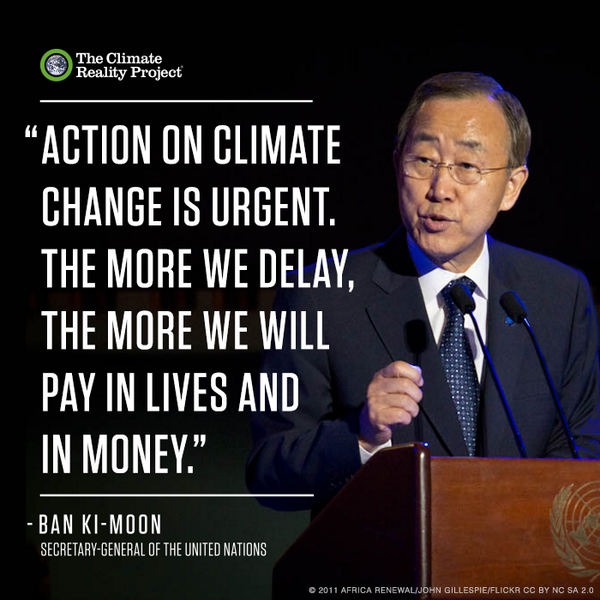 The Climate
Reality Project®
“ACTION ON CLIMATE
CHANGE IS URGENT.
THE MORE WE DELAY,
THE MORE WE WILL
PAY IN LIVES AND
IN MONEY.”
- BAN KI-MOON
SECRETARY-GENERAL OF THE UNITED NATIONS
© 2011 AFRICA RENEWAL/JOHN GILLESPIE/FLICKR CC BY NC SA 2.0